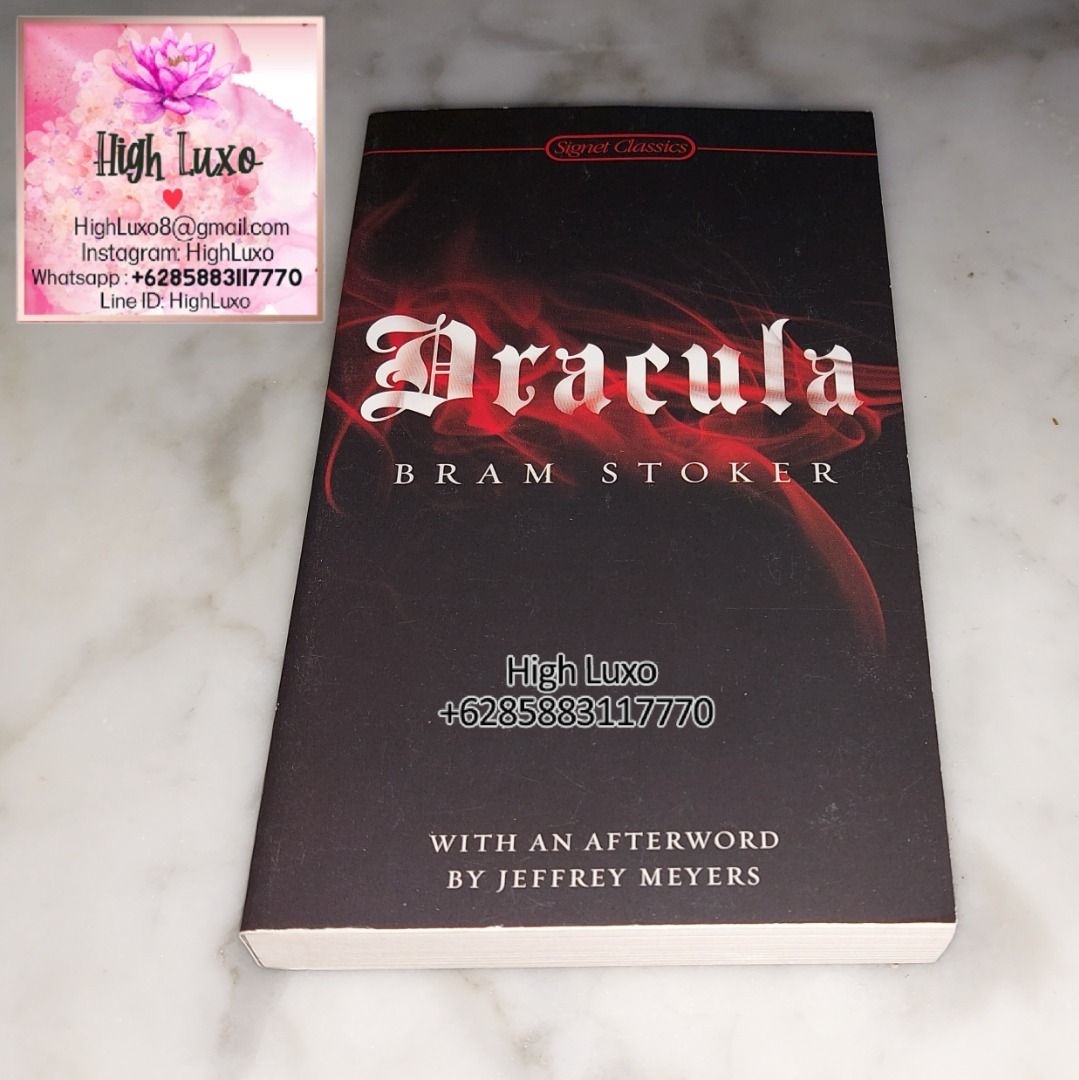 High Luxo
HighLuxo8@gmail.com
Instagram: HighLuxo
Whatsapp : +6285883117770
Line ID: HighLuxo
Signet Classics
Dracula
BRAM STOKER
High Luxo
+6285883117770
WITH AN AFTERWORD
BY JEFFREY MEYERS